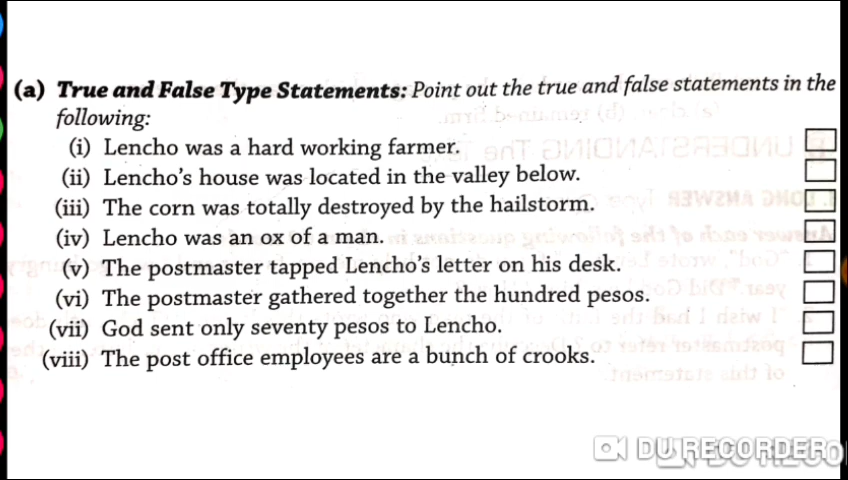 (a) True and False Type Statements: Point out the true and false statements in the
following:
(i) Lencho was a hard working farmer.
(ii) Lencho's house was located in the valley below.
(iii) The corn was totally destroyed by the hailstorm.
(iv) Lencho was an ox of a man.
(v) The postmaster tapped Lencho's letter on his desk.
(vi) The postmaster gathered together the hundred pesos.
(vii) God sent only seventy pesos to Lencho.
(viii) The post office employees are a bunch of crooks.
DU RECORDER